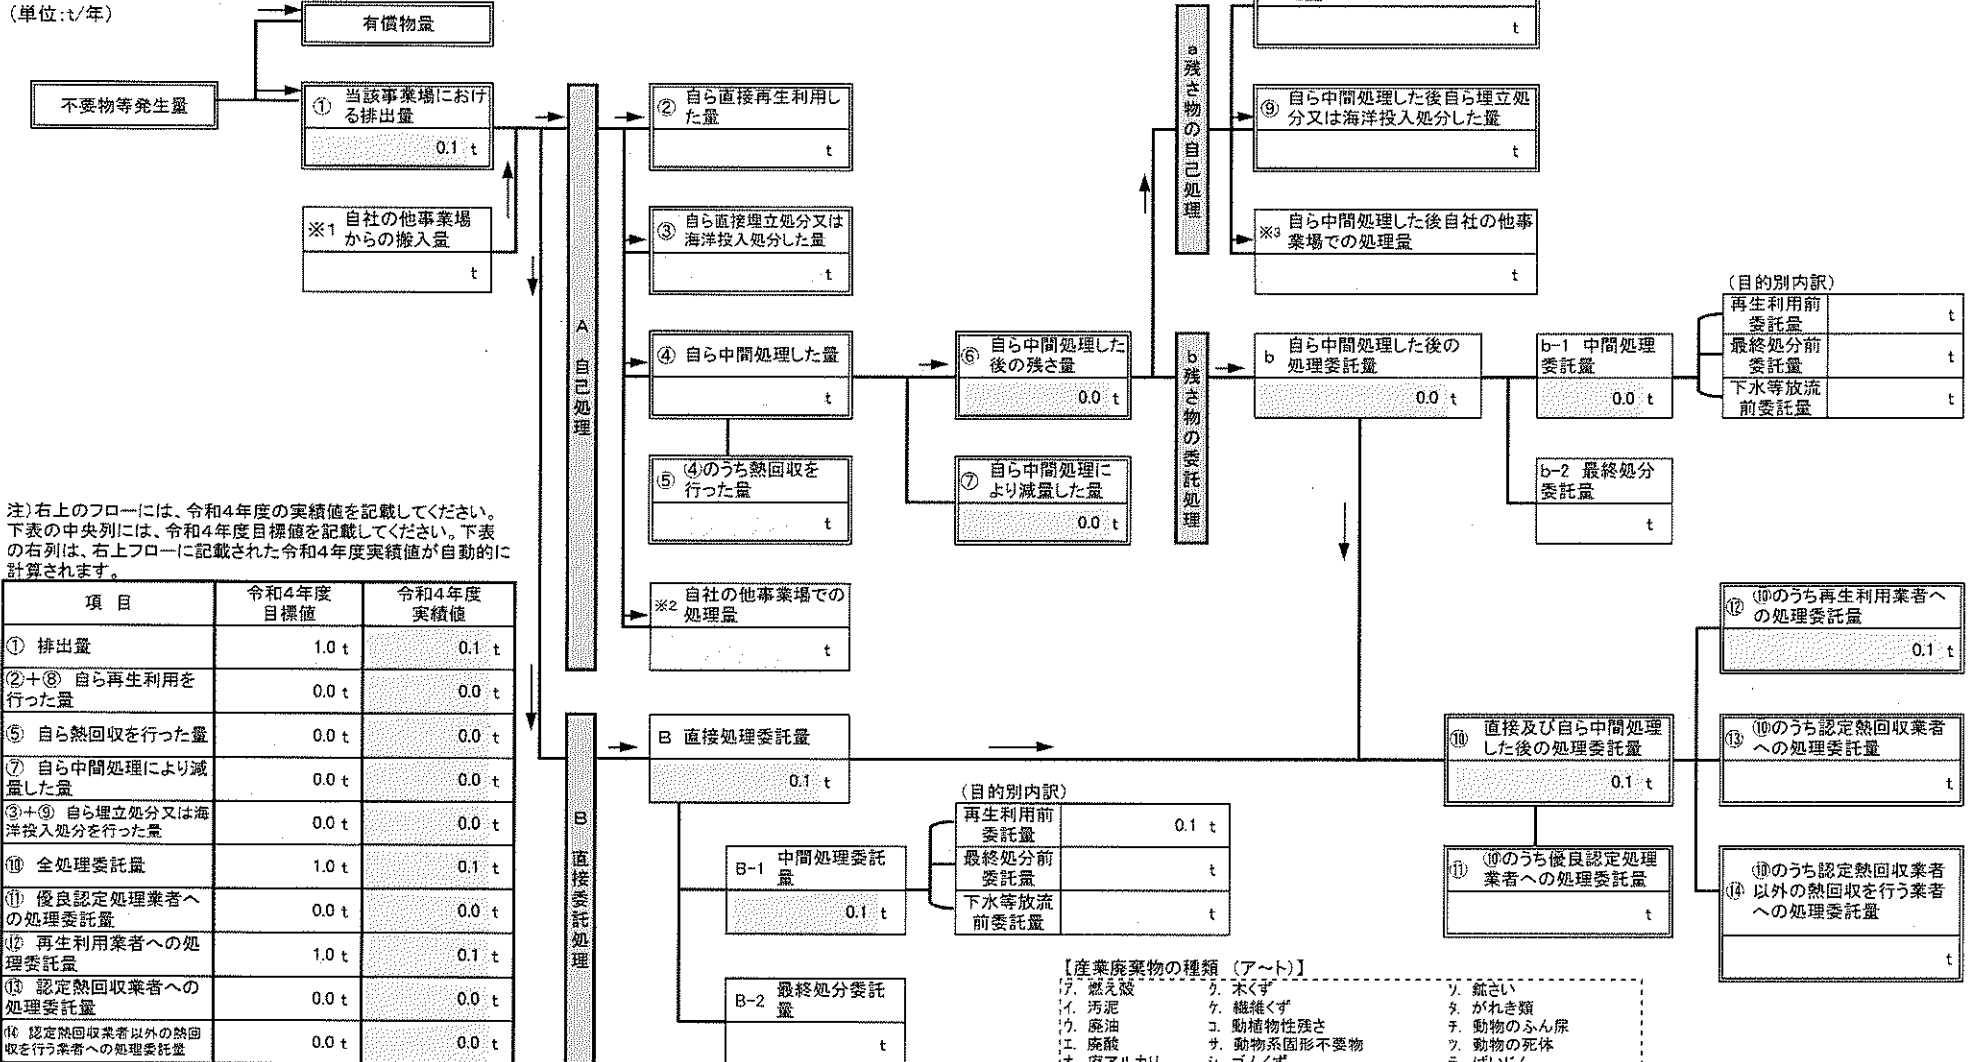 (単位:t/年)
有償物量
不要物等発生量
① 当該事業場におけ
る排出量
0.1 t
※1 自社の他事業場
からの搬入量
t
A 自己処理
② 自ら直接再生利用し
た量
t
③ 自ら直接埋立処分又は
海洋投入処分した量
t
④ 自ら中間処理した量
t
⑤ ④のうち熱回収を
行った量
t
※2 自社の他事業場での
処理量
t
⑥ 自ら中間処理した
後の残さ量
0.0 t
⑦ 自ら中間処理に
より減量した量
0.0 t
a 残さ物の自己処理
t
⑨ 自ら中間処理した後自ら埋立処
分又は海洋投入処分した量
t
※3 自ら中間処理した後自社の他事
業場での処理量
t
b 残さ物の委託処理
b 自ら中間処理した後の
処理委託量
0.0 t
b-1 中間処理
委託量
0.0 t
b-2 最終処分
委託量
t
(目的別内訳)
再生利用前
委託量
t
最終処分前
委託量
t
下水等放流
前委託量
t
注)右上のフローには、令和4年度の実績値を記載してください。
下表の中央列には、令和4年度目標値を記載してください。下表
の右列は、右上フローに記載された令和4年度実績値が自動的に
計算されます。
項 目 令和4年度
目標値 令和4年度
実績値
① 排出量 1.0 t 0.1 t
②+⑧ 自ら再生利用を
行った量 0.0 t 0.0 t
⑤ 自ら熱回収を行った量 0.0 t 0.0 t
⑦ 自ら中間処理により減
量した量 0.0 t 0.0 t
③+⑨ 自ら埋立処分又は海
洋投入処分を行った量 0.0 t 0.0 t
⑩ 全処理委託量 1.0 t 0.1 t
⑪ 優良認定処理業者へ
の処理委託量 0.0 t 0.0 t
⑫ 再生利用業者への処
理委託量 1.0 t 0.1 t
⑬ 認定熱回収業者への
処理委託量 0.0 t 0.0 t
⑭ 認定熱回収業者以外の熱回
収を行う業者への処理委託量 0.0 t 0.0 t
B 直接委託処理
B 直接処理委託量
0.1 t
B-1 中間処理委託
量
0.1 t
B-2 最終処分委託
量
t
(目的別内訳)
再生利用前
委託量
0.1 t
最終処分前
委託量
t
下水等放流
前委託量
t
⑩ 直接及び自ら中間処理
した後の処理委託量
0.1 t
⑪ ⑩のうち優良認定処理
業者への処理委託量
t
⑫ ⑩のうち再生利用業者へ
の処理委託量
0.1 t
⑬ ⑩のうち認定熱回収業者
への処理委託量
t
⑭ ⑩のうち認定熱回収業者
以外の熱回収を行う業者
への処理委託量
t
【産業廃棄物の種類 (ア〜ト)】
ア. 燃え殻 ク. 木くず ソ. 鉱さい
イ. 汚泥 ケ. 繊維くず タ. がれき類
ウ. 廃油 コ. 動植物性残さ チ. 動物のふん尿
エ. 廃酸 サ. 動物系固形不要物 ツ. 動物の死体